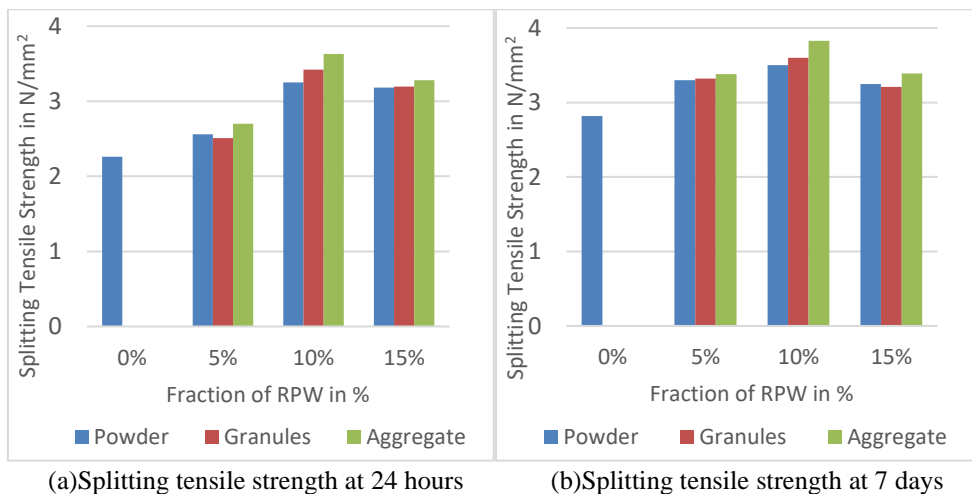 Splitting Tensile Strength in N/mm²
4
3
2
1
0
0% 5% 10% 15%
Fraction of RPW in %
Powder Granules Aggregate
(a)Splitting tensile strength at 24 hours
Splitting Tensile Strength in N/mm²
4
3
2
1
0
0% 5% 10% 15%
Fraction of RPW in %
Powder Granules Aggregate
(b)Splitting tensile strength at 7 days